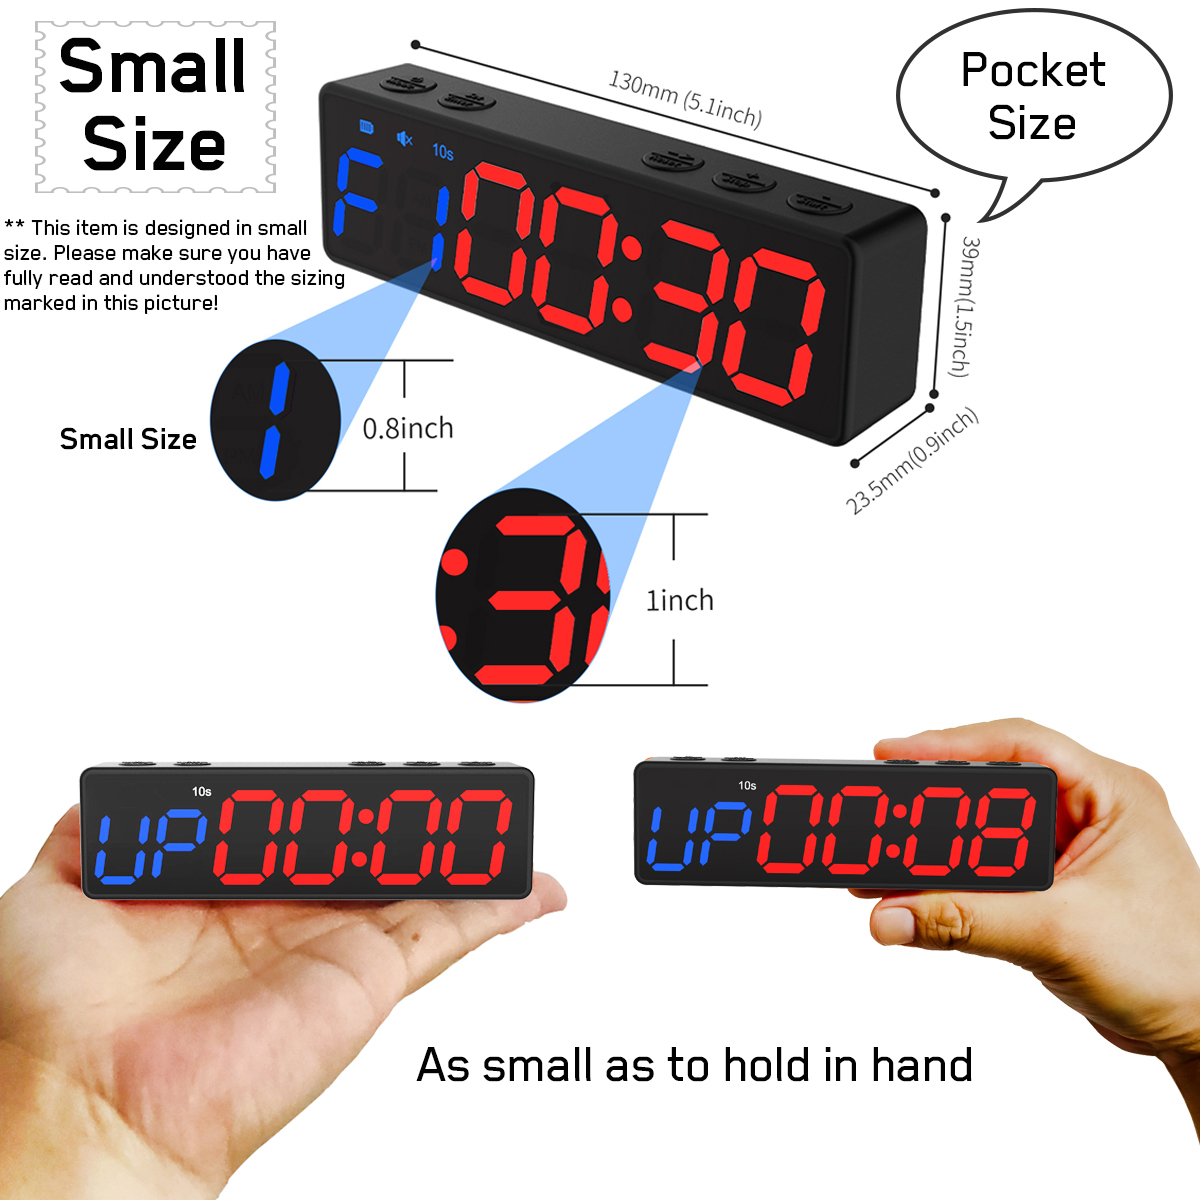 Small
Size
Pocket
Size
130mm (5.1inch)
10s
F1 00:30
39mm(1.5inch)
23.5mm(0.9inch)
** This item is designed in small
size. Please make sure you have
fully read and understood the sizing
marked in this picture!
Small Size
0.8inch
1inch
10s
UP 00:00
10s
UP 00:08
As small as to hold in hand